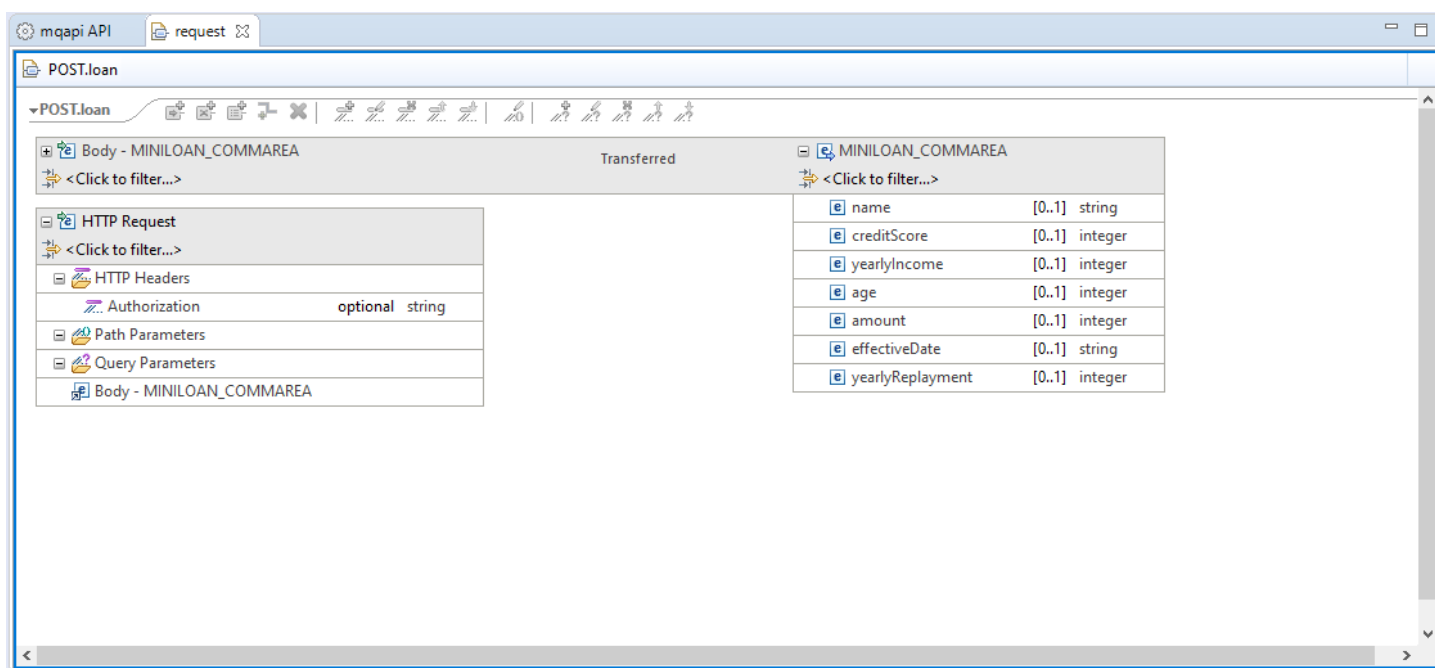 mqapi API request
POST.loan
POST.loan
Body - MINILOAN_COMMAREA Transferred MINILOAN_COMMAREA
<Click to filter...> <Click to filter...>
name [0..1] string
HTTP Request
creditScore [0..1] integer
<Click to filter...>
yearlyIncome [0..1] integer
HTTP Headers
age [0..1] integer
Authorization optional string
amount [0..1] integer
Path Parameters
effectiveDate [0..1] string
Query Parameters
yearlyReplayment [0..1] integer
Body - MINILOAN_COMMAREA